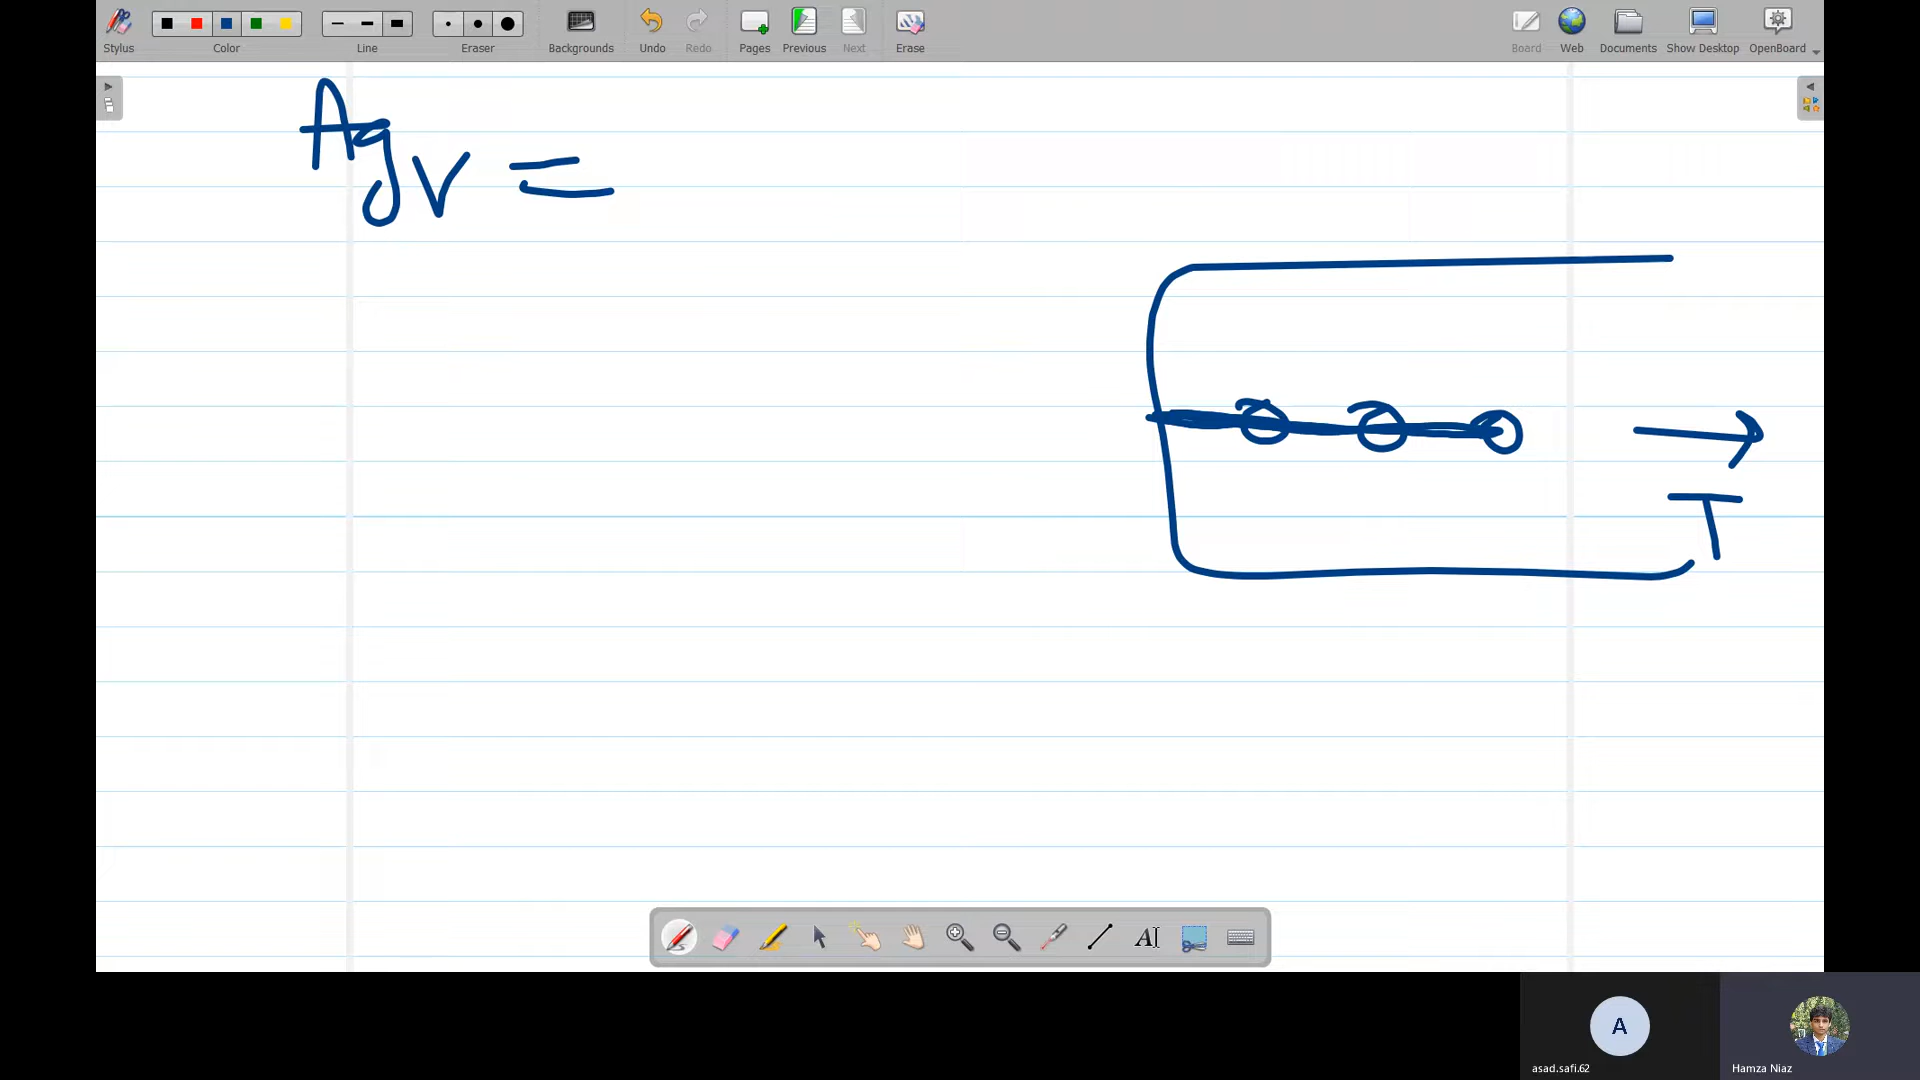 Stylus Color Line Eraser Backgrounds Undo Redo Pages Previous Next Erase Board Web Documents Show Desktop OpenBoard
Ag v =
T
A
asad.safi.62 Hamza Niaz